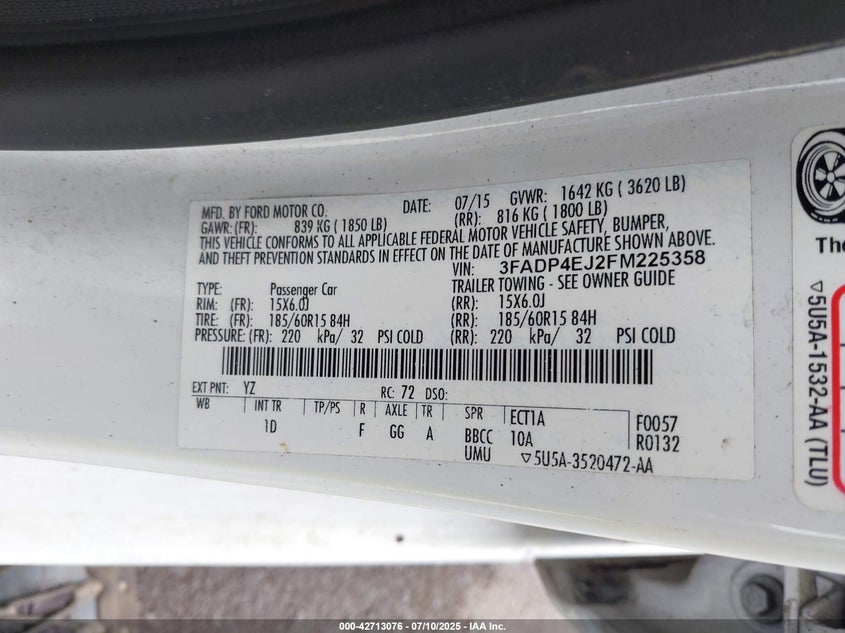 MFD. BY FORD MOTOR CO. DATE: 07/15 GVWR: 1642 KG ( 3620 LB)
GAWR: (FR): 839 KG ( 1850 LB) (RR): 816 KG ( 1800 LB)
THIS VEHICLE CONFORMS TO ALL APPLICABLE FEDERAL MOTOR VEHICLE SAFETY, BUMPER,
AND THEFT PREVENTION STANDARDS IN EFFECT ON THE DATE OF MANUFACTURE SHOWN ABOVE.
VIN: 3FADP4EJ2FM225358
TYPE: Passenger Car TRAILER TOWING - SEE OWNER GUIDE
RIM: (FR): 15X6.0J (RR): 15X6.0J
TIRE: (FR): 185/60R15 84H (RR): 185/60R15 84H
PRESSURE: (FR): 220 kPa/ 32 PSI COLD (RR): 220 kPa/ 32 PSI COLD
EXT PNT: YZ RC: 72 DSO:
WB INT TR TP/PS R AXLE TR SPR ECT1A F0057
1D F GG A BBCC 10A R0132
UMU ▽5U5A-3520472-AA
The
▽5U5A-1532-AA (TLU)
000-42713076 | 07/10/2025 | IAA Inc.